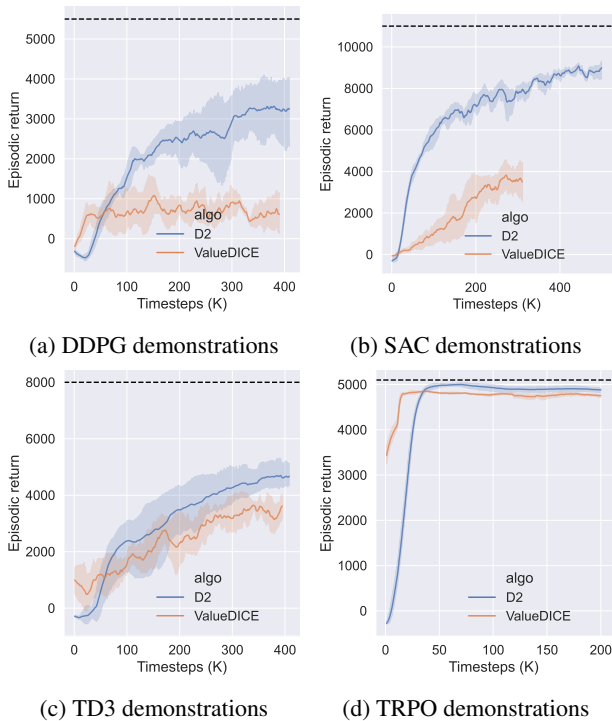 5000
4000
3000
2000
1000
0
Episodic return
algo
D2
ValueDICE
0 100 200 300 400
Timesteps (K)
(a) DDPG demonstrations
10000
8000
6000
4000
2000
0
Episodic return
algo
D2
ValueDICE
0 100 200 300 400
Timesteps (K)
(b) SAC demonstrations
8000
6000
4000
2000
0
Episodic return
algo
D2
ValueDICE
0 100 200 300 400
Timesteps (K)
(c) TD3 demonstrations
5000
4000
3000
2000
1000
0
Episodic return
algo
D2
ValueDICE
0 50 100 150 200
Timesteps (K)
(d) TRPO demonstrations